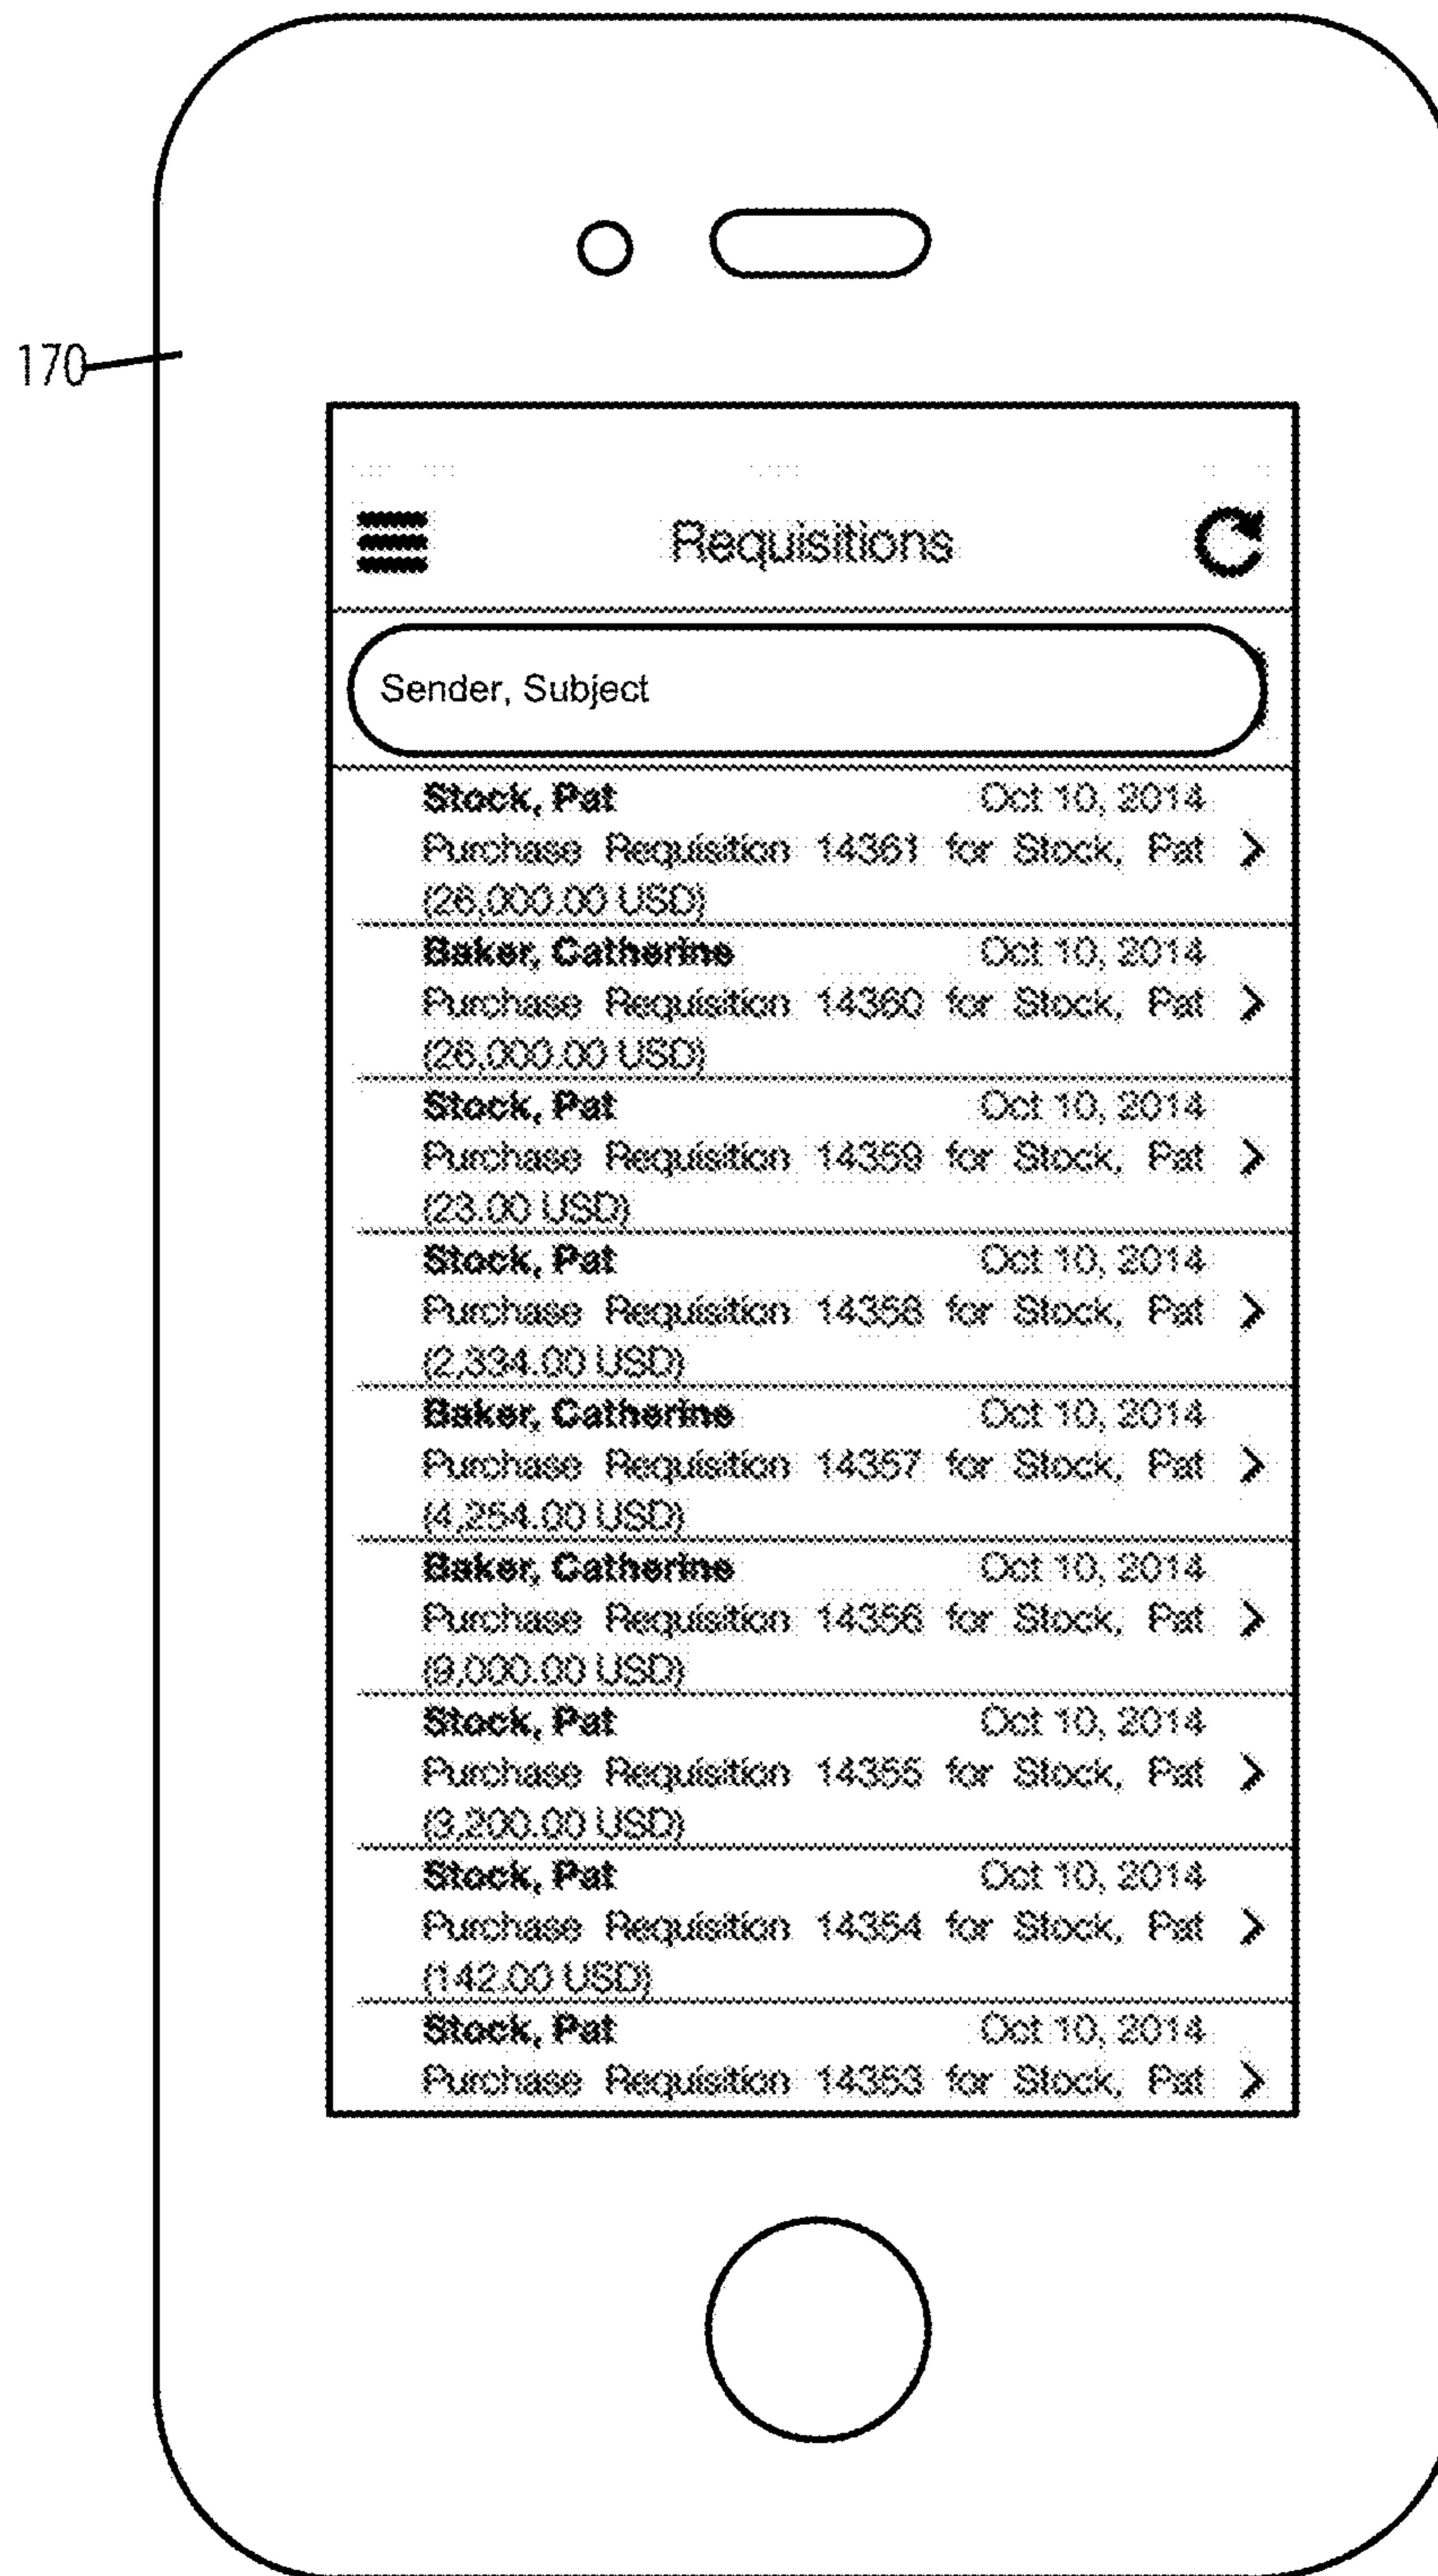 170
Requisitions
Sender, Subject
Stock, Pat Oct 10, 2014
Purchase Requisition 14361 for Stock, Pat
(26,000.00 USD)
Baker, Catherine Oct 10, 2014
Purchase Requisition 14360 for Stock, Pat
(26,000.00 USD)
Stock, Pat Oct 10, 2014
Purchase Requisition 14359 for Stock, Pat
(23.00 USD)
Stock, Pat Oct 10, 2014
Purchase Requisition 14358 for Stock, Pat
(2,334.00 USD)
Baker, Catherine Oct 10, 2014
Purchase Requisition 14357 for Stock, Pat
(4,254.00 USD)
Baker, Catherine Oct 10, 2014
Purchase Requisition 14356 for Stock, Pat
(9,000.00 USD)
Stock, Pat Oct 10, 2014
Purchase Requisition 14355 for Stock, Pat
(3,200.00 USD)
Stock, Pat Oct 10, 2014
Purchase Requisition 14354 for Stock, Pat
(142.00 USD)
Stock, Pat Oct 10, 2014
Purchase Requisition 14353 for Stock, Pat